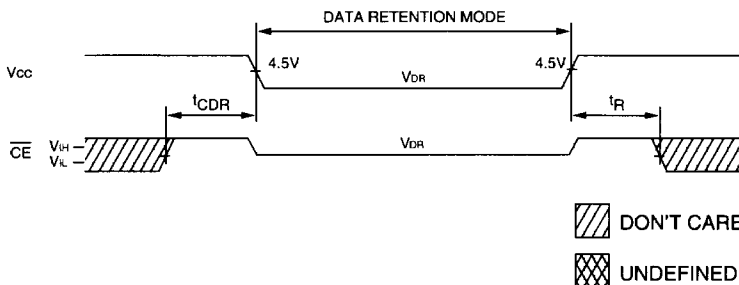 DATA RETENTION MODE
Vcc
4.5V
VDR
4.5V
tCDR
tR
CE
VIH
VIL
VDR
DON'T CARE
UNDEFINED